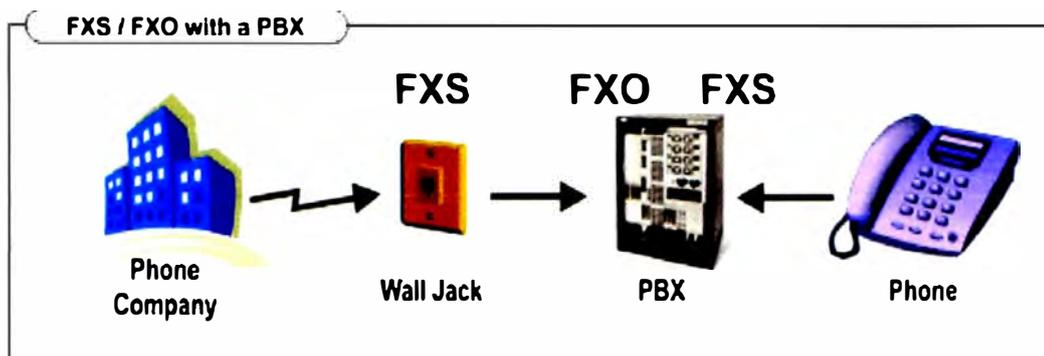 FXS / FXO with a PBX
FXS FXO FXS
Phone
Company
Wall Jack
PBX
Phone